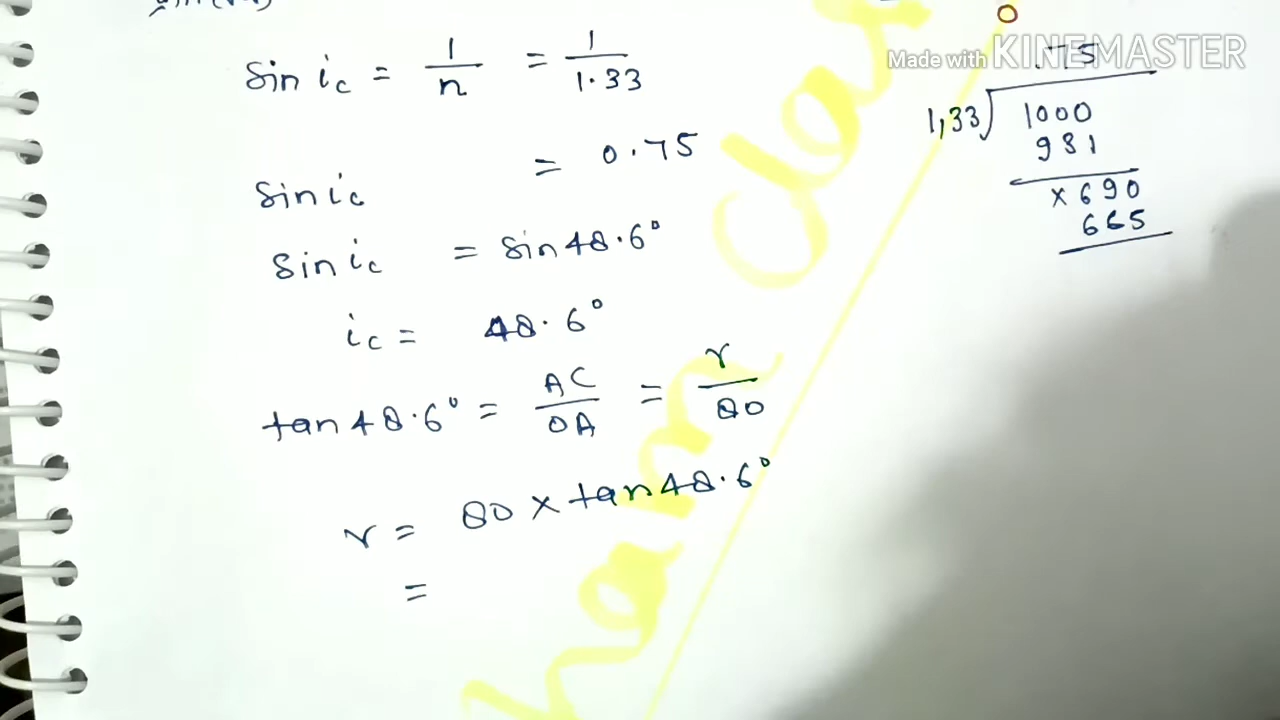 sin ic = 1/n = 1/1.33
sin ic = 0.75
sin ic = sin 48.6°
ic = 48.6°
tan 48.6° = AC/OA = r/80
r = 80 × tan 48.6°
=
Made with KINEMASTER
.75
1,33 1000
931
× 690
665